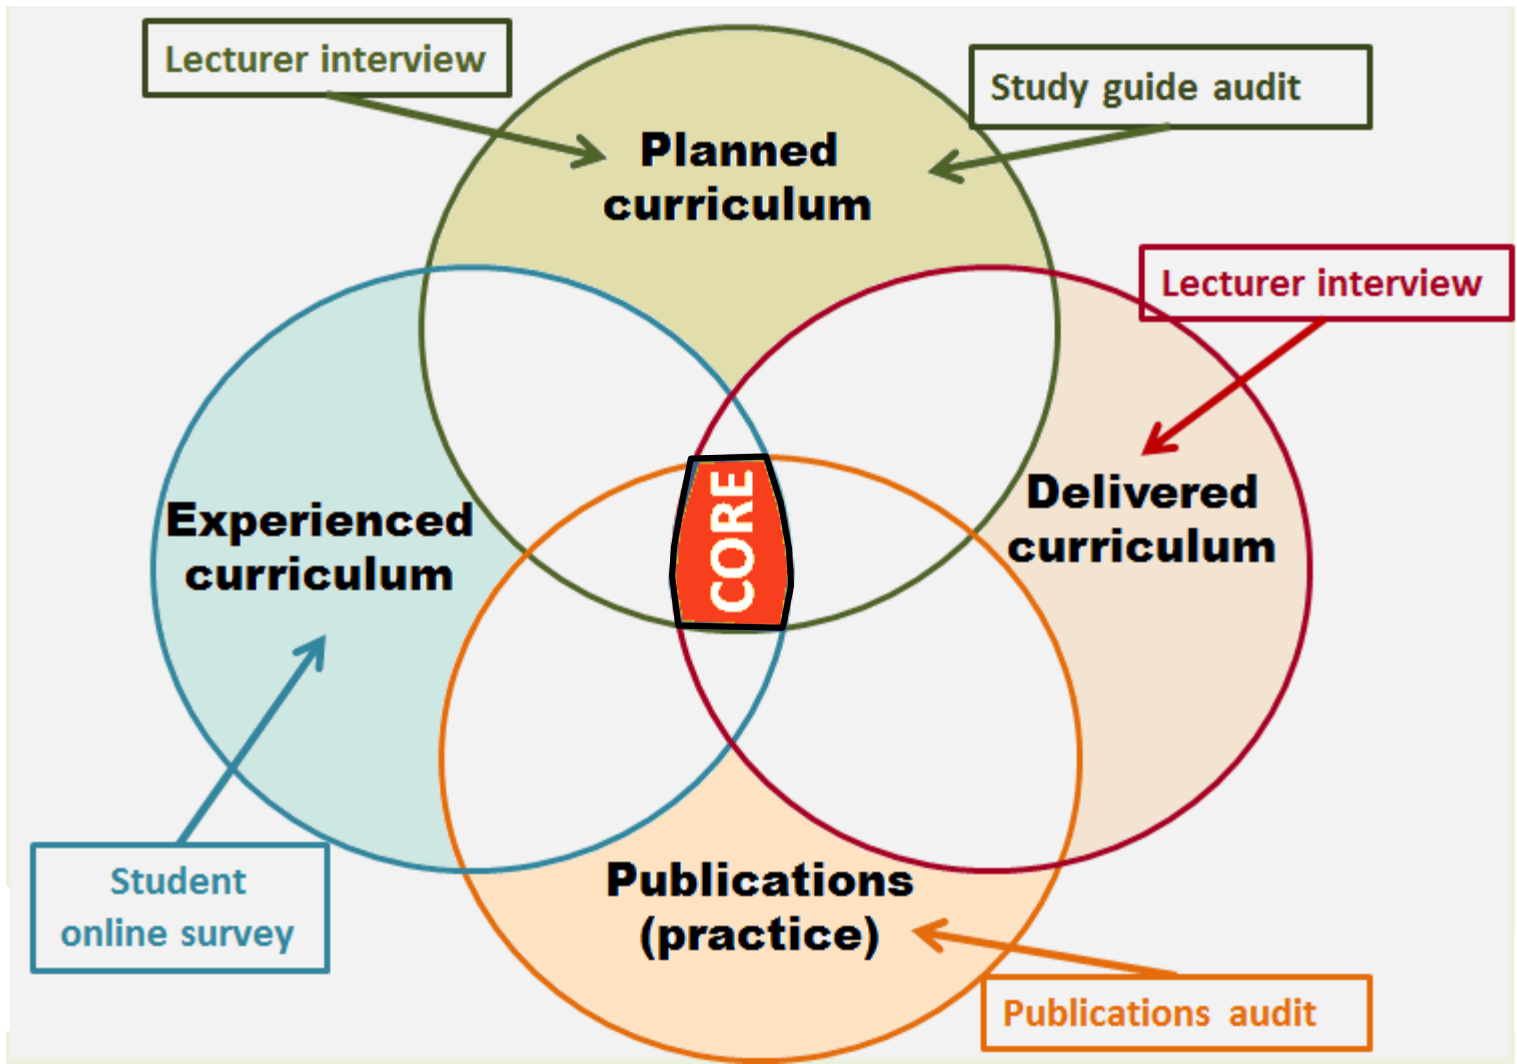 Lecturer interview
Study guide audit
Planned
curriculum
Lecturer interview
Experienced
curriculum
CORE
Delivered
curriculum
Student
online survey
Publications
(practice)
Publications audit